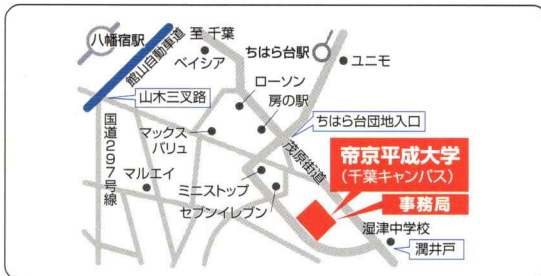 八幡宿駅
館山自動車道
至 千葉
ベイシア
ちはら台駅
ユニモ
ローソン
房の駅
山木三叉路
ちはら台団地入口
国道297号線
マックス
バリュ
茂原街道
マルエイ
ミニストップ
セブンイレブン
帝京平成大学
(千葉キャンパス)
事務局
湿津中学校
潤井戸